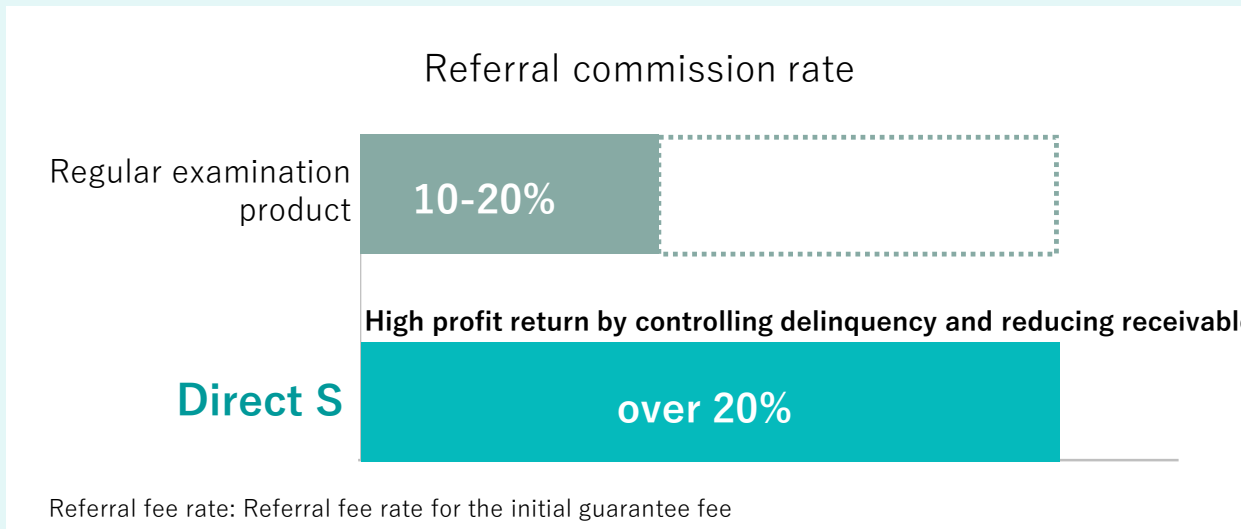 Referral commission rate
Regular examination
product
10-20%
High profit return by controlling delinquency and reducing
Direct S
over 20%
Referral fee rate: Referral fee rate for the initial guarantee fee